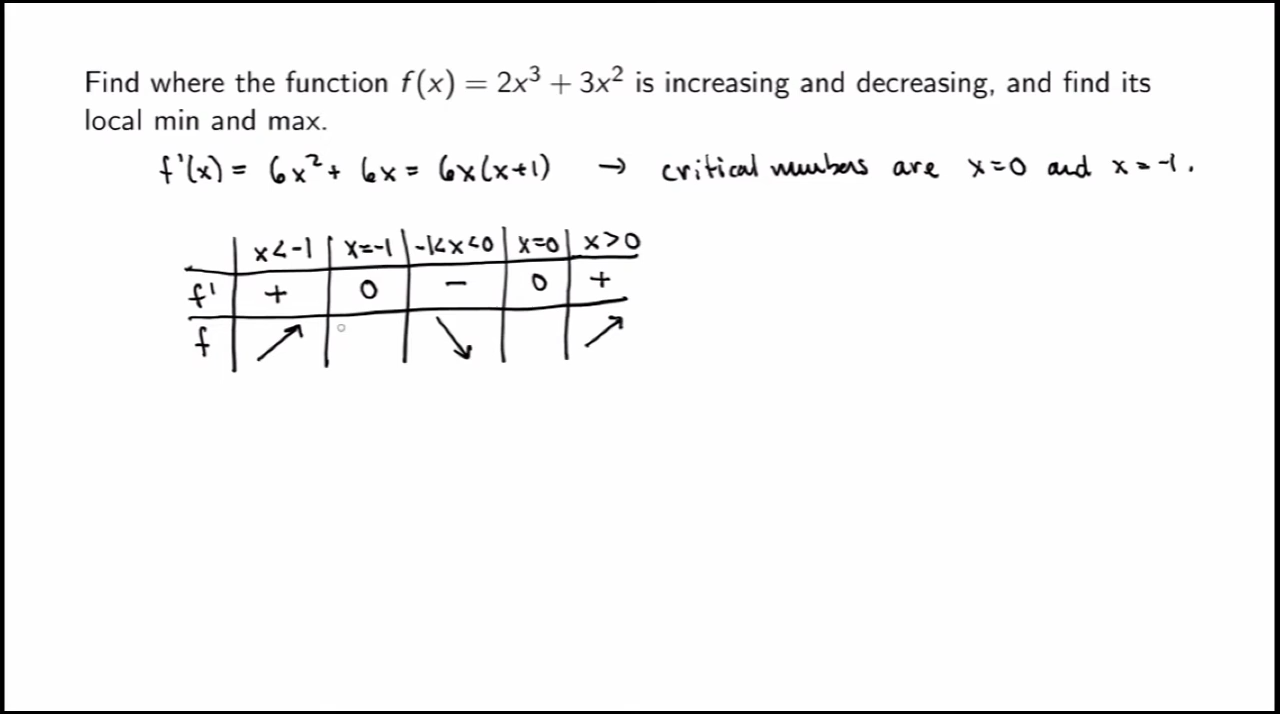 Find where the function f(x) = 2x³ + 3x² is increasing and decreasing, and find its
local min and max.
f'(x) = 6x² + 6x = 6x(x+1) → critical numbers are x=0 and x=-1.
x<-1 | x=-1 | -1<x<0 | x=0 | x>0
f' | + | 0 | - | 0 | +
f | ↗ | | ↘ | | ↗